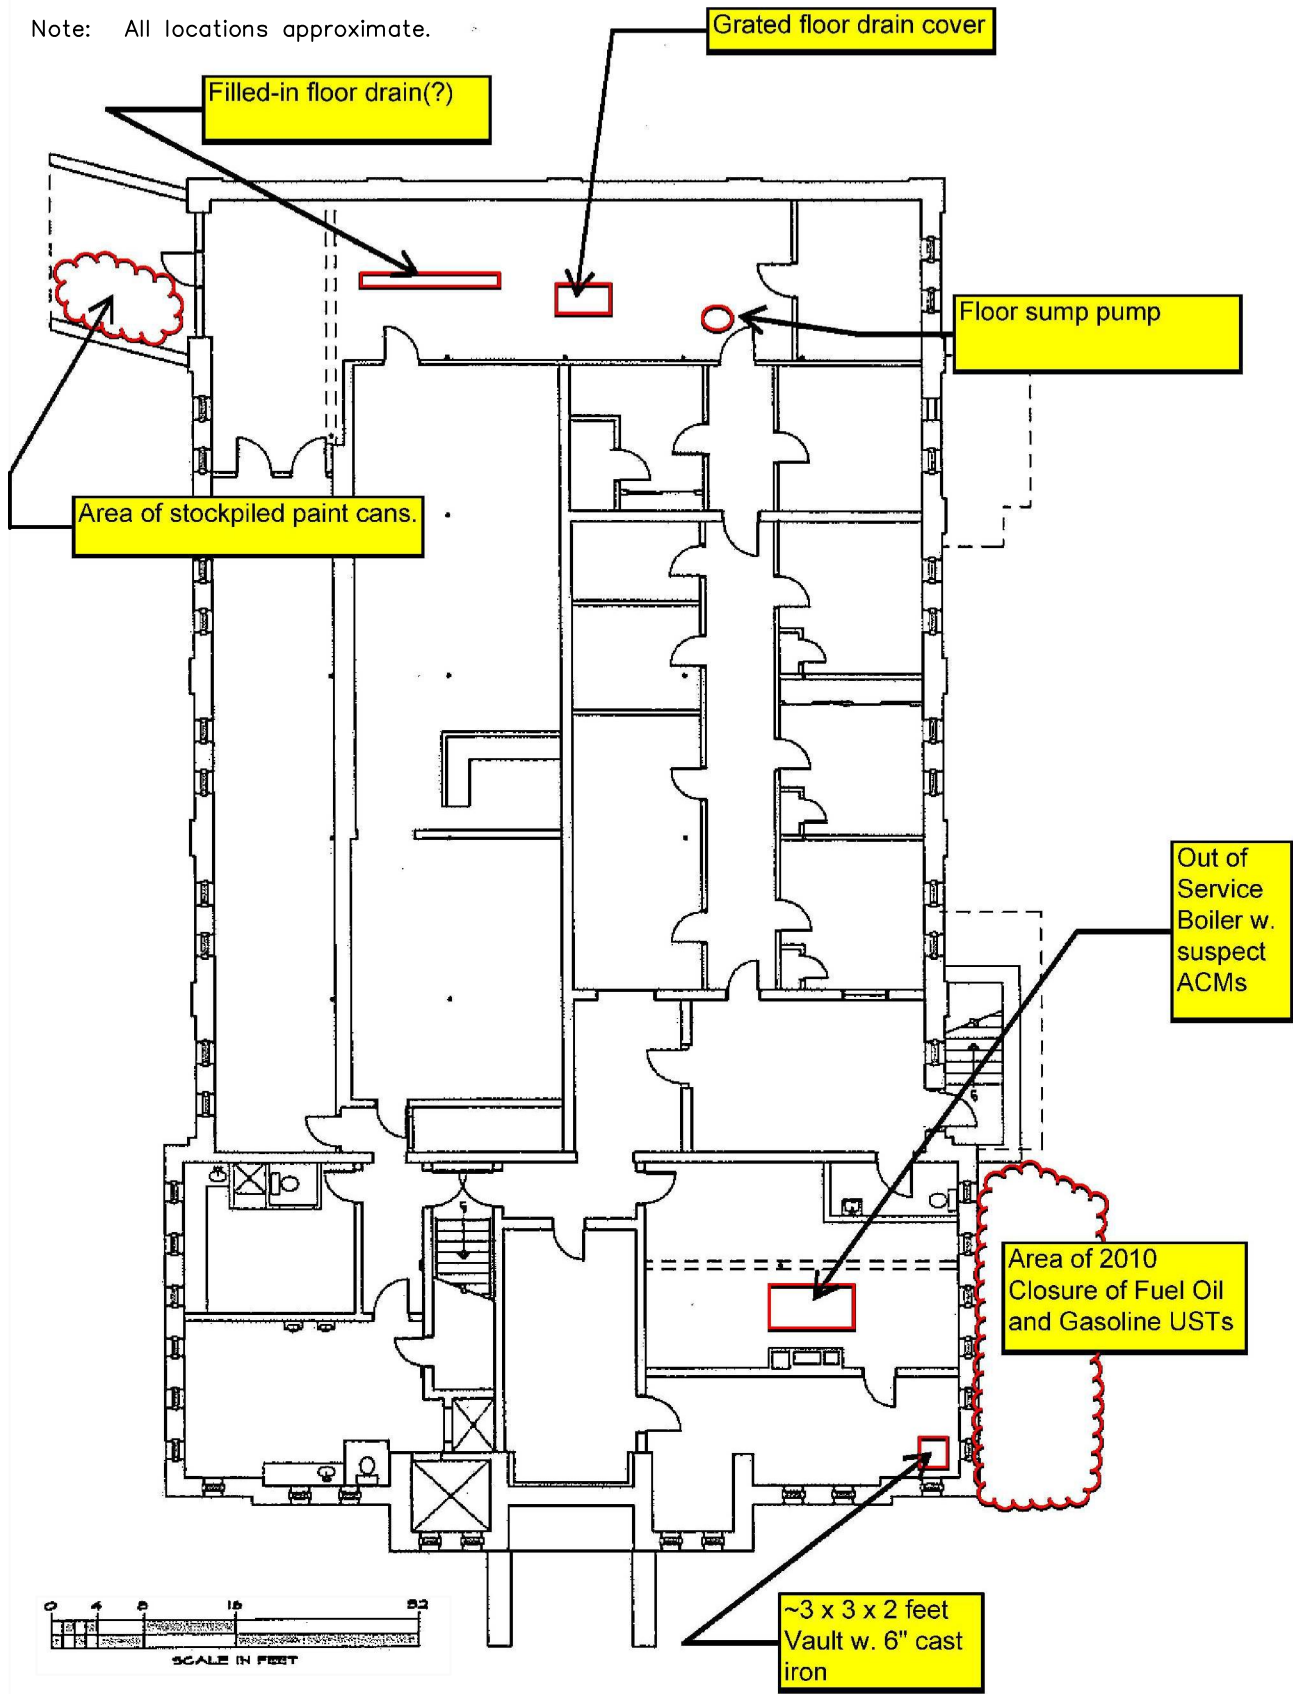 Note: All locations approximate.
Grated floor drain cover
Filled-in floor drain(?)
Floor sump pump
Area of stockpiled paint cans.
Out of
Service
Boiler w.
suspect
ACMs
Area of 2010
Closure of Fuel Oil
and Gasoline USTs
~3 x 3 x 2 feet
Vault w. 6" cast
iron
0 4 8 16 32
SCALE IN FEET